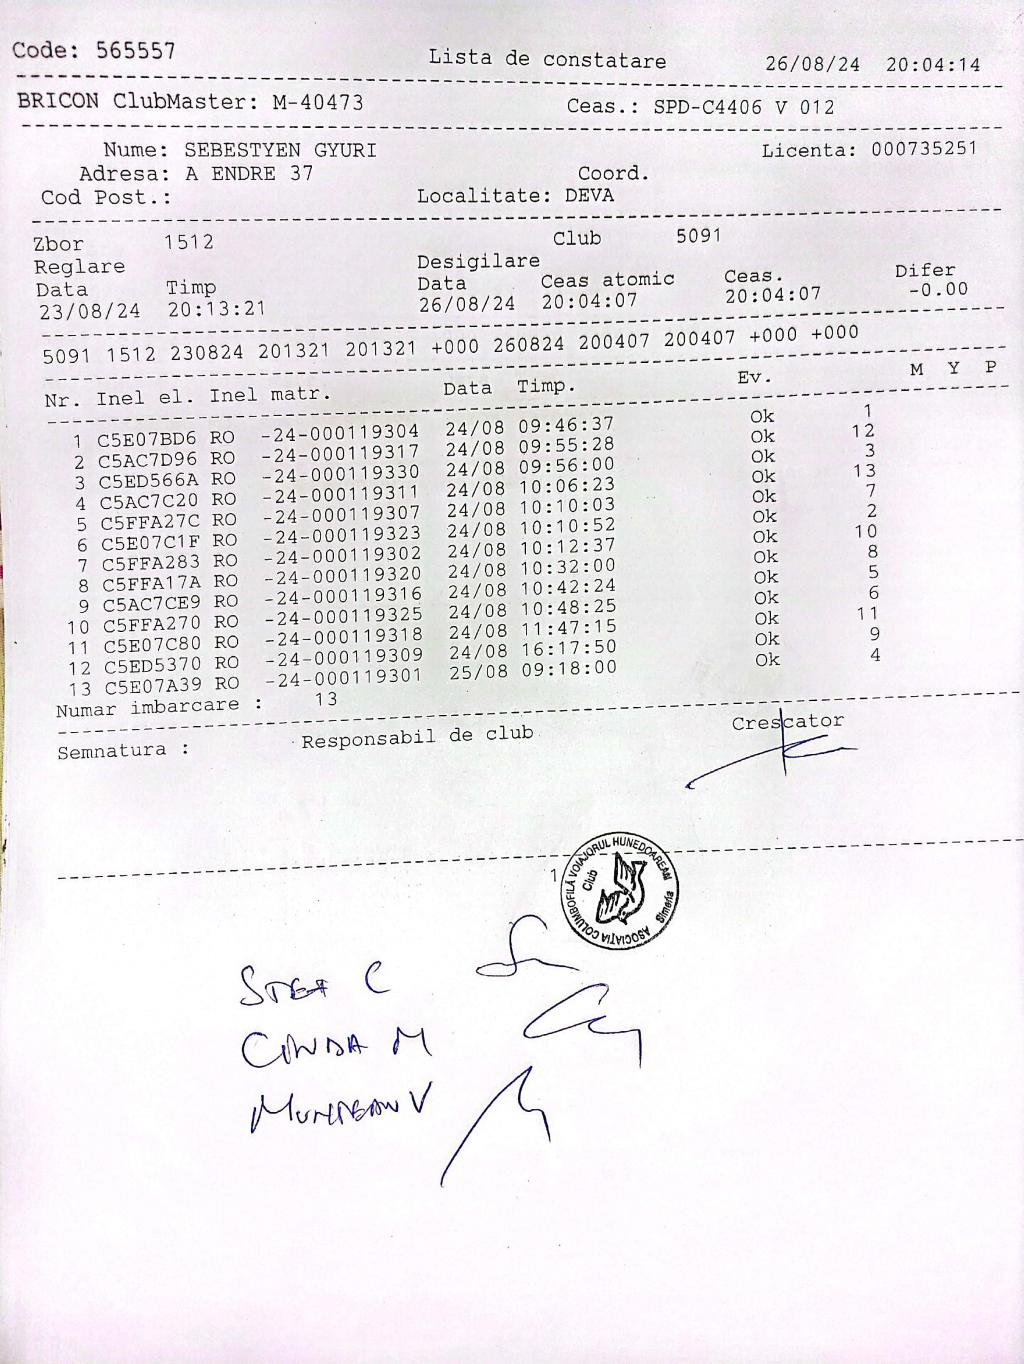 Code: 565557 Lista de constatare 26/08/24 20:04:14
BRICON ClubMaster: M-40473 Ceas.: SPD-C4406 V 012
Nume: SEBESTYEN GYURI Licenta: 000735251
Adresa: A ENDRE 37 Coord.
Cod Post.: Localitate: DEVA
Zbor 1512 Club 5091
Reglare Desigilare
Data Timp Data Ceas atomic Ceas. Difer
23/08/24 20:13:21 26/08/24 20:04:07 20:04:07 -0.00
5091 1512 230824 201321 201321 +000 260824 200407 200407 +000 +000
Nr. Inel el. Inel matr. Data Timp. Ev. M Y P
1 C5E07BD6 RO -24-000119304 24/08 09:46:37 Ok 1
2 C5AC7D96 RO -24-000119317 24/08 09:55:28 Ok 12
3 C5ED566A RO -24-000119330 24/08 09:56:00 Ok 3
4 C5AC7C20 RO -24-000119311 24/08 10:06:23 Ok 13
5 C5FFA27C RO -24-000119307 24/08 10:10:03 Ok 7
6 C5E07C1F RO -24-000119323 24/08 10:10:52 Ok 2
7 C5FFA283 RO -24-000119302 24/08 10:12:37 Ok 10
8 C5FFA17A RO -24-000119320 24/08 10:32:00 Ok 8
9 C5AC7CE9 RO -24-000119316 24/08 10:42:24 Ok 5
10 C5FFA270 RO -24-000119325 24/08 10:48:25 Ok 6
11 C5E07C80 RO -24-000119318 24/08 11:47:15 Ok 11
12 C5ED5370 RO -24-000119309 24/08 16:17:50 Ok 9
13 C5E07A39 RO -24-000119301 25/08 09:18:00 Ok 4
Numar imbarcare : 13
Semnatura : Responsabil de club Crescator
1
ASOCIAȚIA COLUMBOFILĂ VOIAJORUL HUNEDOAREAM
Club Simeria
C
CONDA M
MUNTEAN V